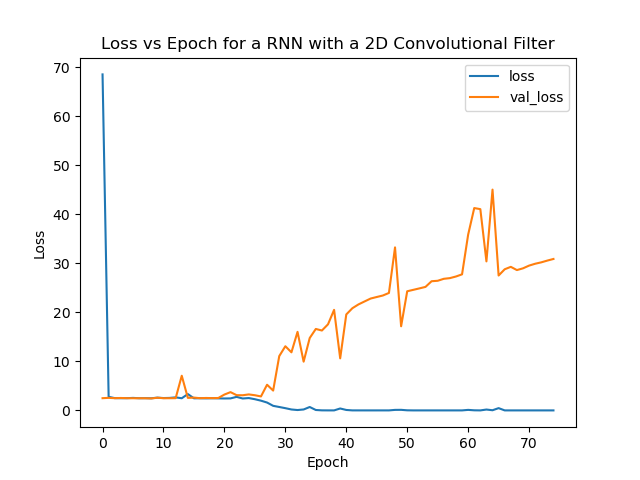 Loss vs Epoch for a RNN with a 2D Convolutional Filter
loss
val_loss
70
60
50
40
30
20
10
0
Loss
0 10 20 30 40 50 60 70
Epoch